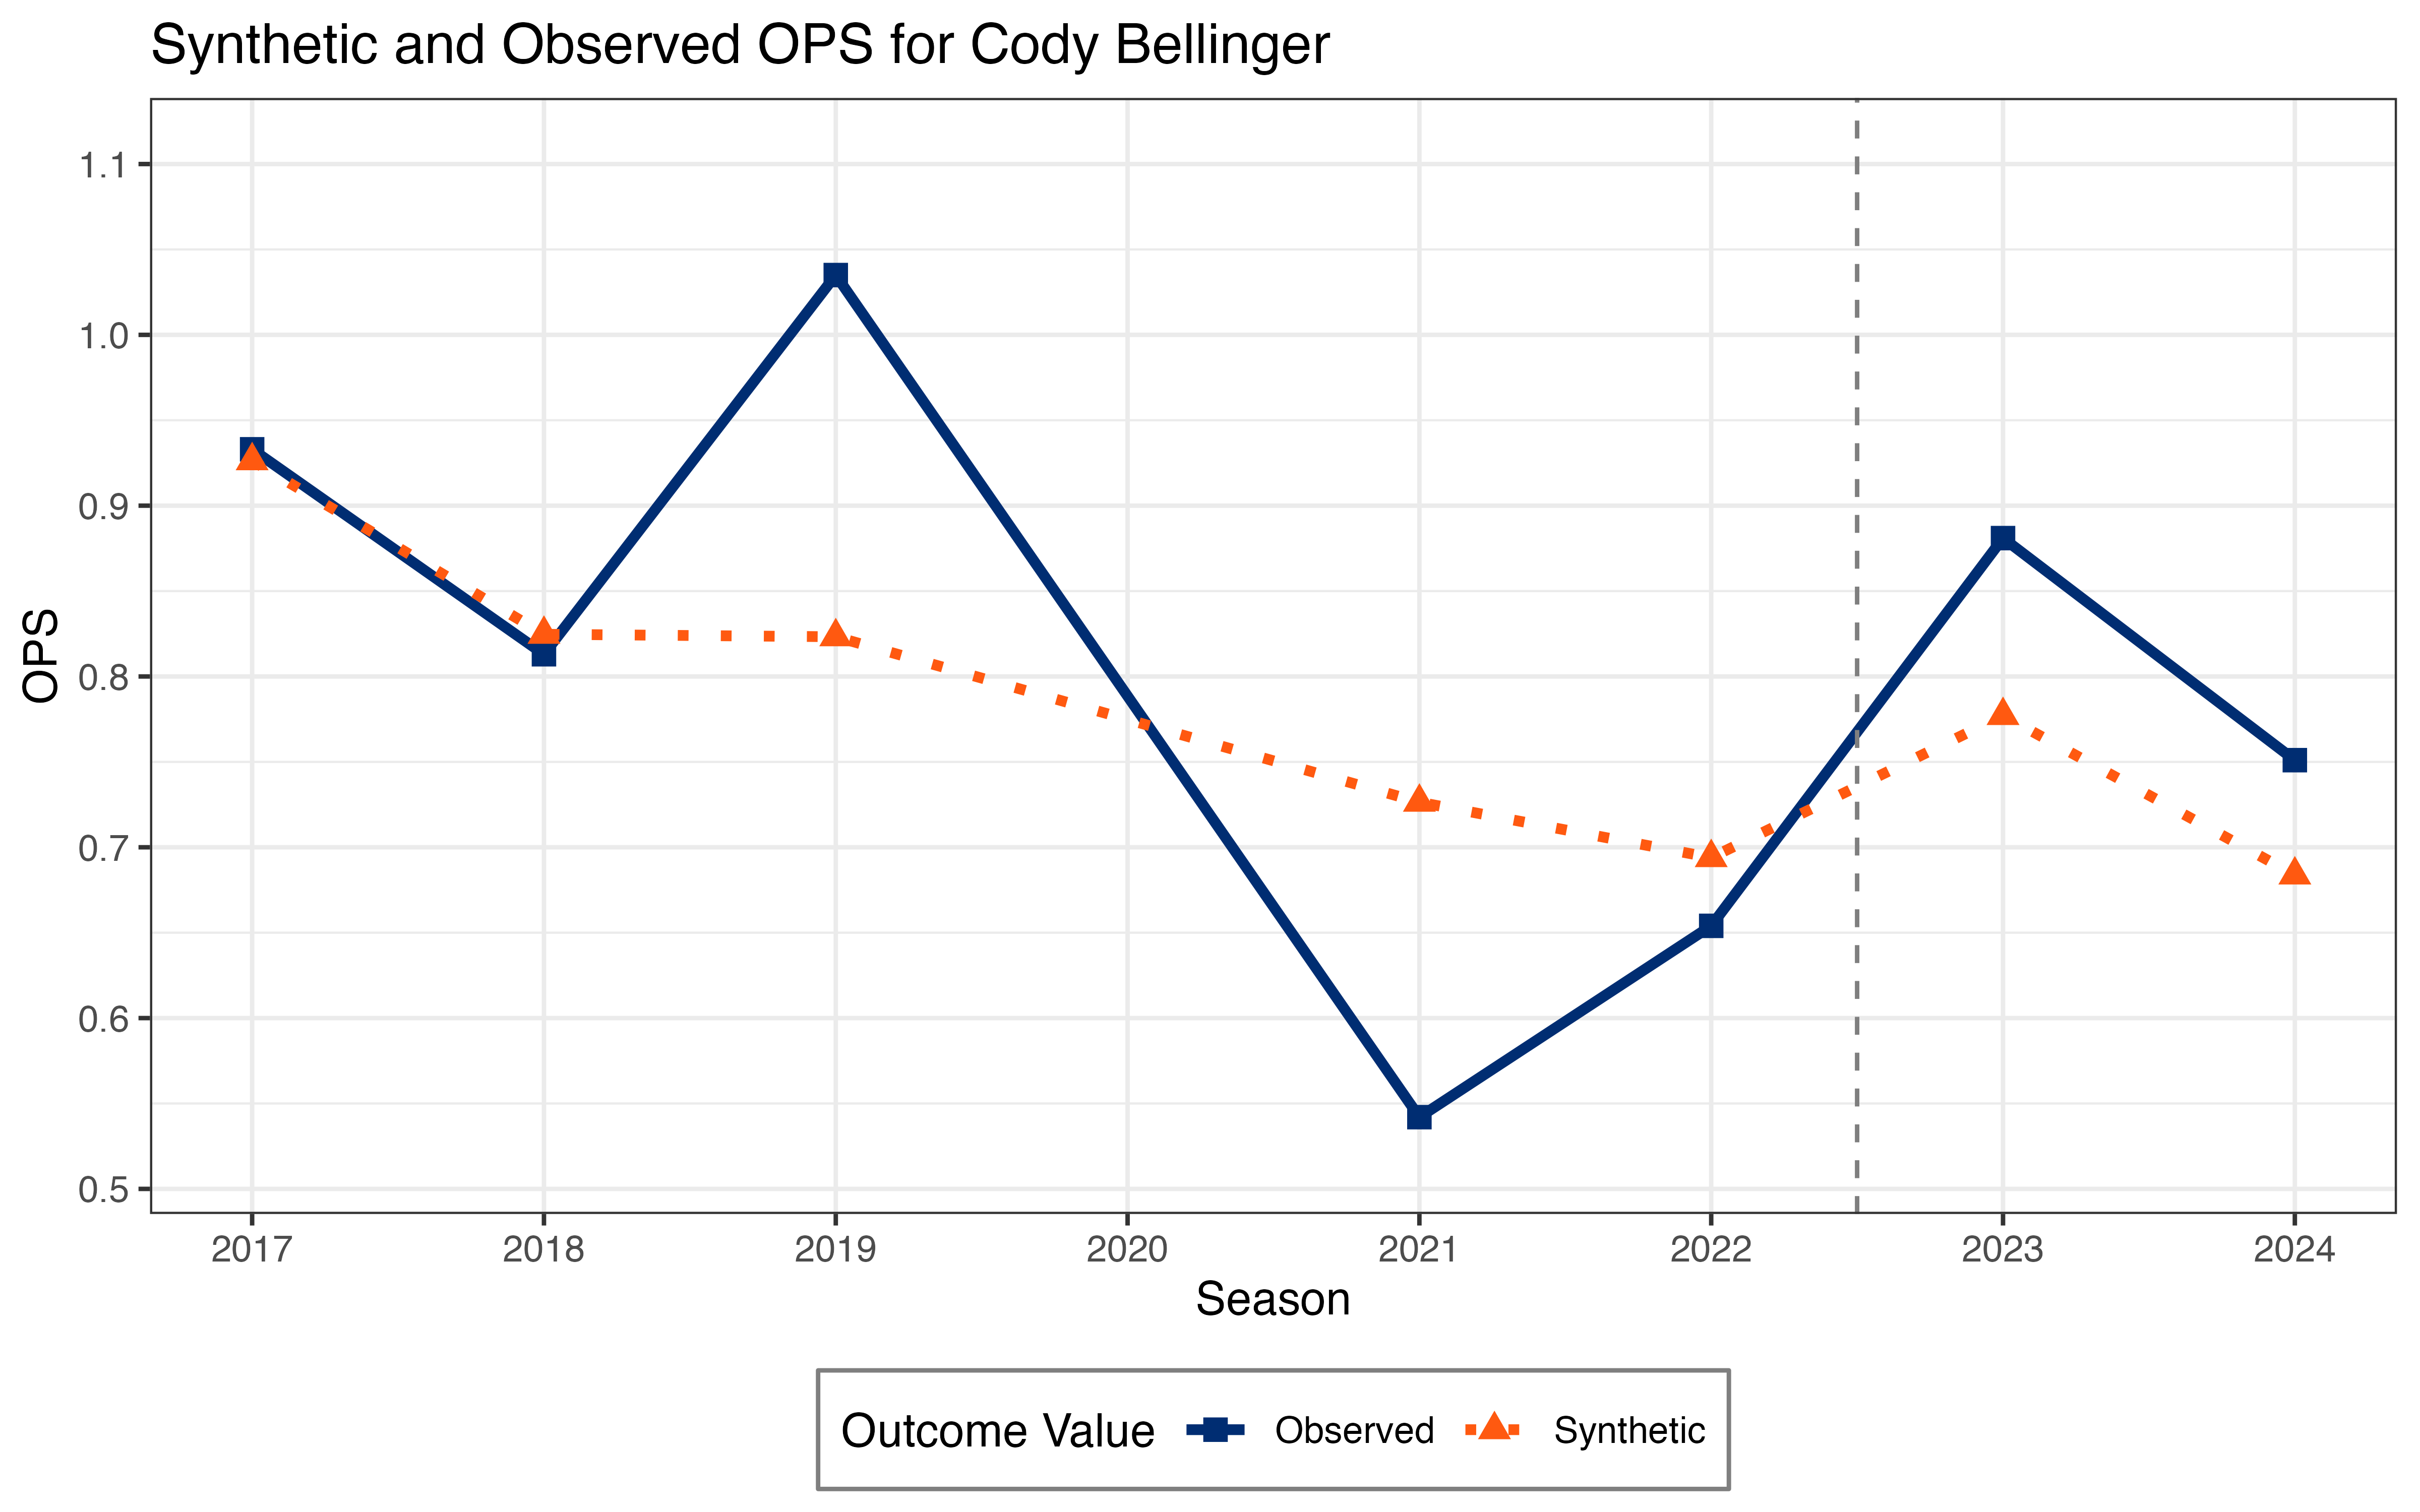 Synthetic and Observed OPS for Cody Bellinger
OPS
1.1
1.0
0.9
0.8
0.7
0.6
0.5
2017 2018 2019 2020 2021 2022 2023 2024
Season
Outcome Value Observed Synthetic